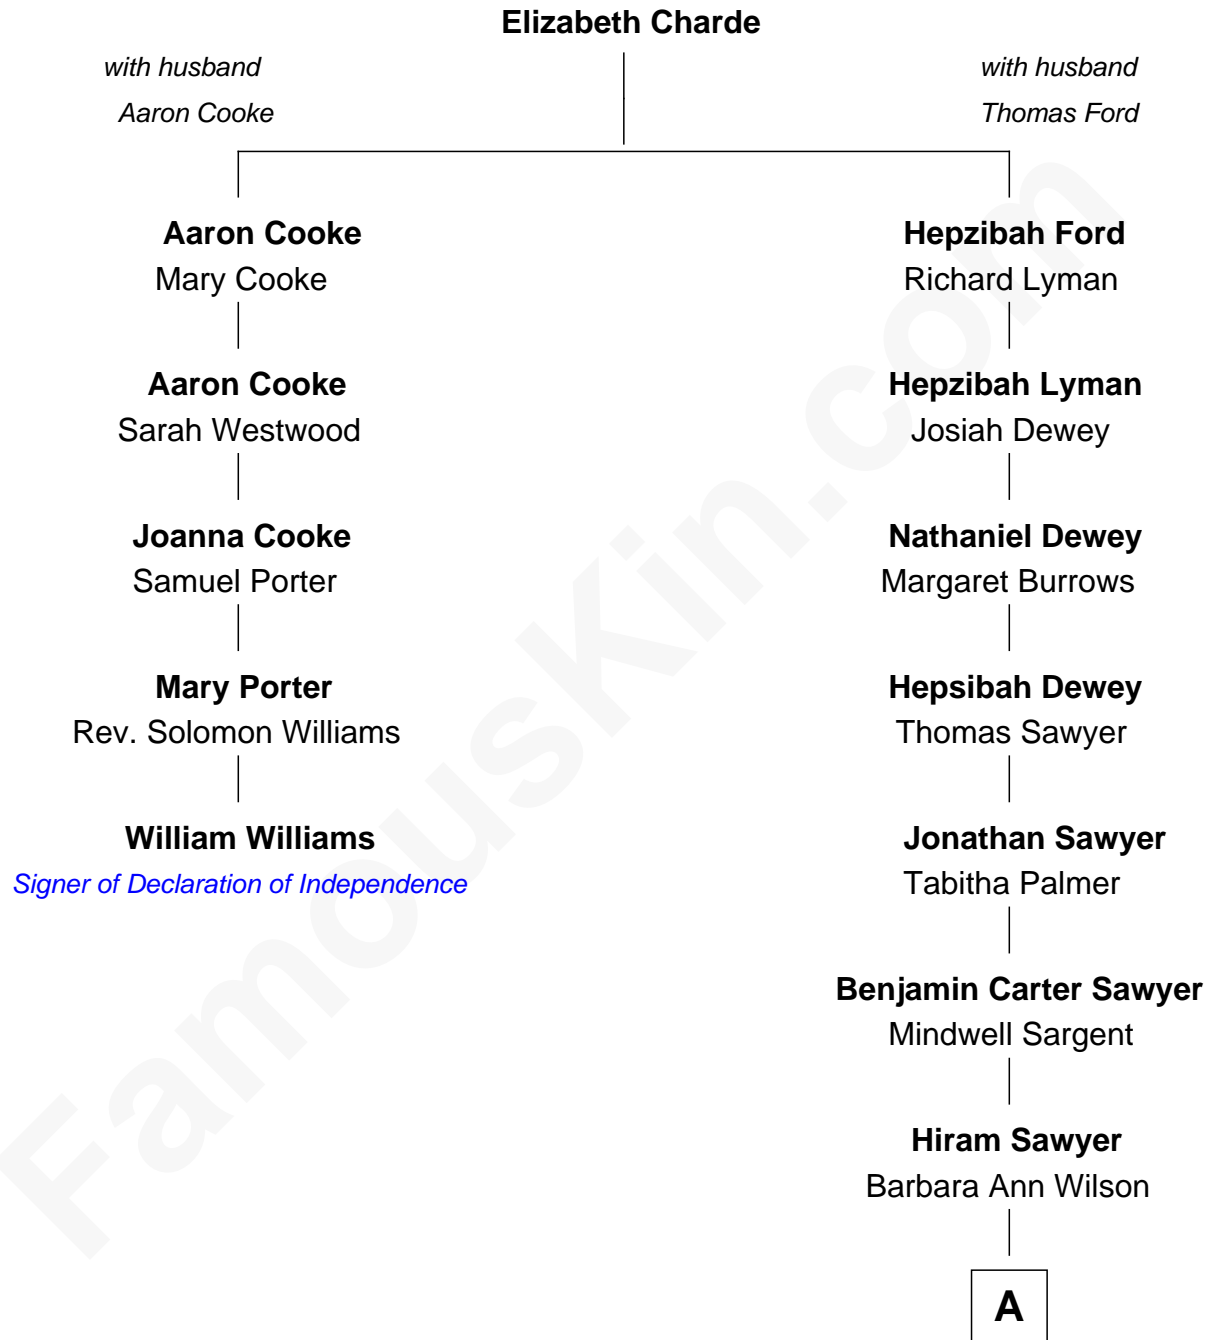 Elizabeth Charde
with husband
Aaron Cooke
with husband
Thomas Ford
Aaron Cooke
Mary Cooke
Hepzibah Ford
Richard Lyman
Aaron Cooke
Sarah Westwood
Hepzibah Lyman
Josiah Dewey
Joanna Cooke
Samuel Porter
Nathaniel Dewey
Margaret Burrows
Mary Porter
Rev. Solomon Williams
Hepsibah Dewey
Thomas Sawyer
William Williams
Signer of Declaration of Independence
Jonathan Sawyer
Tabitha Palmer
Benjamin Carter Sawyer
Mindwell Sargent
Hiram Sawyer
Barbara Ann Wilson
A
FamousKin.com